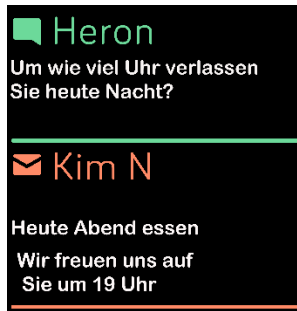 Heron
Um wie viel Uhr verlassen
Sie heute Nacht?
Kim N
Heute Abend essen
Wir freuen uns auf
Sie um 19 Uhr